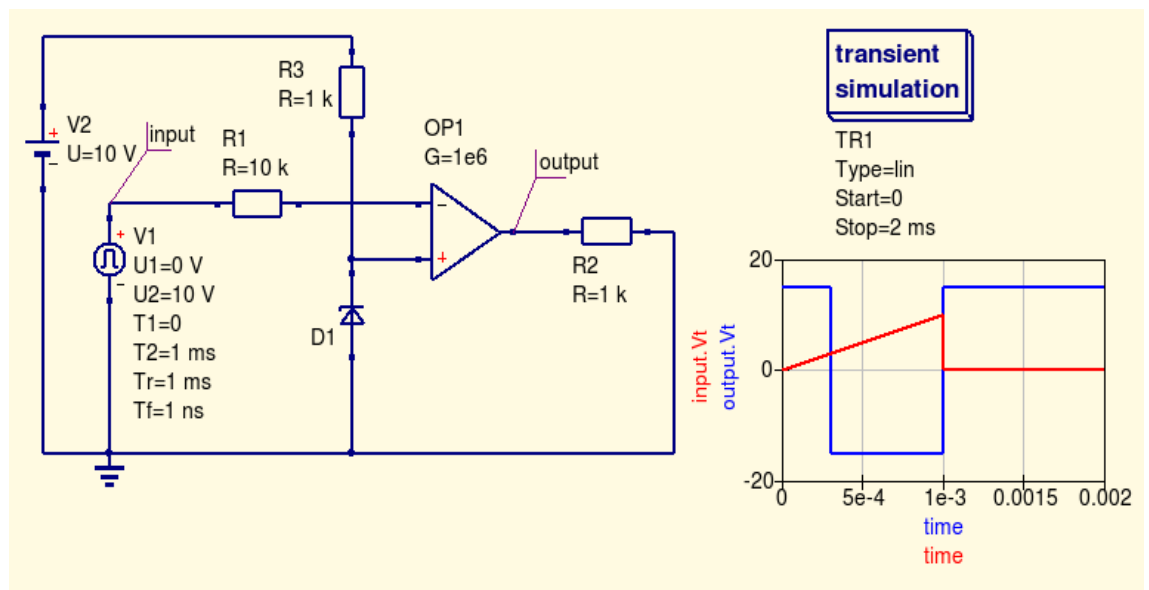 R3
R=1 k
V2
U=10 V
+
−
input
R1
R=10 k
OP1
G=1e6
−
+
output
R2
R=1 k
+
−
V1
U1=0 V
U2=10 V
T1=0
T2=1 ms
Tr=1 ms
Tf=1 ns
D1
transient
simulation
TR1
Type=lin
Start=0
Stop=2 ms
input.Vt
output.Vt
20
0
-20
0 5e-4 1e-3 0.0015 0.002
time
time